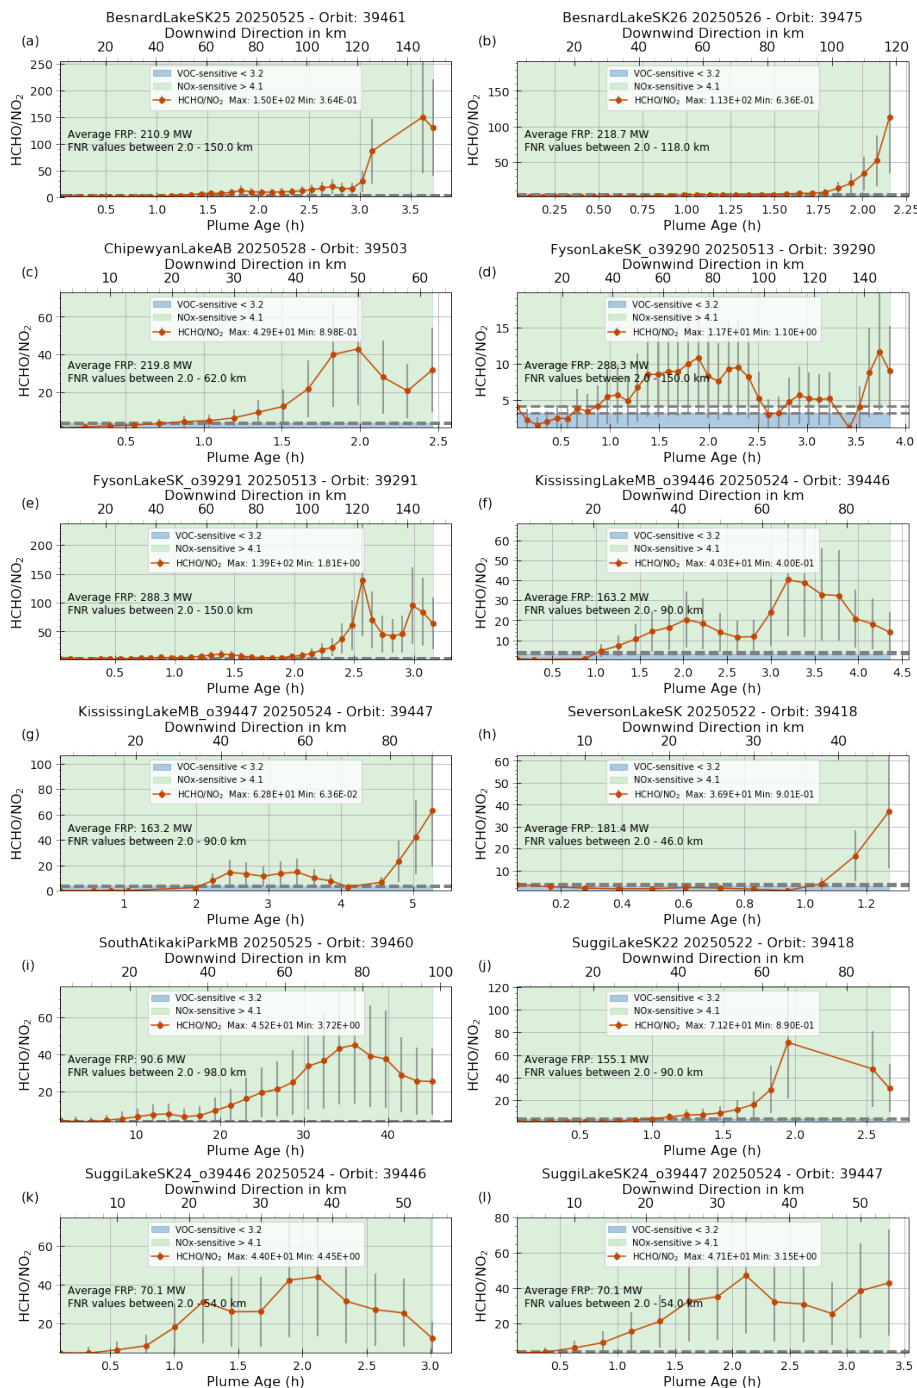 (a)
BesnardLakeSK25 20250525 - Orbit: 39461
Downwind Direction in km
0 20 40 60 80 100 120 140
VOC-sensitive < 3.2
NOx-sensitive > 4.1
HCHO/NO₂ Max: 1.50E+02 Min: 3.64E-01
Average FRP: 210.9 MW
FNR values between 2.0 - 150.0 km
HCHO/NO₂
250
200
150
100
50
0
0.5 1.0 1.5 2.0 2.5 3.0 3.5
Plume Age (h)
(b)
BesnardLakeSK26 20250526 - Orbit: 39475
Downwind Direction in km
0 20 40 60 80 100 120
VOC-sensitive < 3.2
NOx-sensitive > 4.1
HCHO/NO₂ Max: 1.13E+02 Min: 6.36E-01
Average FRP: 218.7 MW
FNR values between 2.0 - 118.0 km
HCHO/NO₂
150
100
50
0.25 0.50 0.75 1.00 1.25 1.50 1.75 2.00 2.25
Plume Age (h)
(c)
ChipewyanLakeAB 20250528 - Orbit: 39503
Downwind Direction in km
10 20 30 40 50 60
VOC-sensitive < 3.2
NOx-sensitive > 4.1
HCHO/NO₂ Max: 4.29E+01 Min: 8.98E-01
Average FRP: 219.8 MW
FNR values between 2.0 - 62.0 km
HCHO/NO₂
60
40
20
0.5 1.0 1.5 2.0 2.5
Plume Age (h)
(d)
FysonLakeSK_o39290 20250513 - Orbit: 39290
Downwind Direction in km
0 20 40 60 80 100 120 140
VOC-sensitive < 3.2
NOx-sensitive > 4.1
HCHO/NO₂ Max: 1.17E+01 Min: 1.10E+00
Average FRP: 288.3 MW
FNR values between 2.0 - 150.0 km
HCHO/NO₂
15
10
5
0.5 1.0 1.5 2.0 2.5 3.0 3.5 4.0
Plume Age (h)
(e)
FysonLakeSK_o39291 20250513 - Orbit: 39291
Downwind Direction in km
0 20 40 60 80 100 120 140
VOC-sensitive < 3.2
NOx-sensitive > 4.1
HCHO/NO₂ Max: 1.39E+02 Min: 1.81E+00
Average FRP: 288.3 MW
FNR values between 2.0 - 150.0 km
HCHO/NO₂
200
150
100
50
0.5 1.0 1.5 2.0 2.5 3.0
Plume Age (h)
(f)
KissisingLakeMB_o39446 20250524 - Orbit: 39446
Downwind Direction in km
20 40 60 80
VOC-sensitive < 3.2
NOx-sensitive > 4.1
HCHO/NO₂ Max: 4.03E+01 Min: 4.00E-01
Average FRP: 163.2 MW
FNR values between 2.0 - 90.0 km
HCHO/NO₂
60
50
40
30
20
10
0.5 1.0 1.5 2.0 2.5 3.0 3.5 4.0 4.5
Plume Age (h)
(g)
KississingLakeMB_o39447 20250524 - Orbit: 39447
Downwind Direction in km
20 40 60 80
VOC-sensitive < 3.2
NOx-sensitive > 4.1
HCHO/NO₂ Max: 6.28E+01 Min: 6.36E-02
Average FRP: 163.2 MW
FNR values between 2.0 - 90.0 km
HCHO/NO₂
100
80
60
40
20
0
1 2 3 4 5
Plume Age (h)
(h)
SeversonLakeSK 20250522 - Orbit: 39418
Downwind Direction in km
10 20 30 40
VOC-sensitive < 3.2
NOx-sensitive > 4.1
HCHO/NO₂ Max: 3.69E+01 Min: 9.01E-01
Average FRP: 181.4 MW
FNR values between 2.0 - 46.0 km
HCHO/NO₂
60
50
40
30
20
10
0.2 0.4 0.6 0.8 1.0 1.2
Plume Age (h)
(i)
SouthAtikakiParkMB 20250525 - Orbit: 39460
Downwind Direction in km
0 20 40 60 80 100
VOC-sensitive < 3.2
NOx-sensitive > 4.1
HCHO/NO₂ Max: 4.52E+01 Min: 3.72E+00
Average FRP: 90.6 MW
FNR values between 2.0 - 98.0 km
HCHO/NO₂
60
40
20
10 20 30 40
Plume Age (h)
(j)
SuggiLakeSK22 20250522 - Orbit: 39418
Downwind Direction in km
20 40 60 80
VOC-sensitive < 3.2
NOx-sensitive > 4.1
HCHO/NO₂ Max: 7.12E+01 Min: 8.90E-01
Average FRP: 155.1 MW
FNR values between 2.0 - 90.0 km
HCHO/NO₂
120
100
80
60
40
20
0.5 1.0 1.5 2.0 2.5
Plume Age (h)
(k)
SuggiLakeSK24_o39446 20250524 - Orbit: 39446
Downwind Direction in km
10 20 30 40 50
VOC-sensitive < 3.2
NOx-sensitive > 4.1
HCHO/NO₂ Max: 4.40E+01 Min: 4.45E+00
Average FRP: 70.1 MW
FNR values between 2.0 - 54.0 km
HCHO/NO₂
60
40
20
0.5 1.0 1.5 2.0 2.5 3.0
Plume Age (h)
(l)
SuggiLakeSK24_o39447 20250524 - Orbit: 39447
Downwind Direction in km
10 20 30 40 50
VOC-sensitive < 3.2
NOx-sensitive > 4.1
HCHO/NO₂ Max: 4.71E+01 Min: 3.15E+00
Average FRP: 70.1 MW
FNR values between 2.0 - 54.0 km
HCHO/NO₂
80
60
40
20
0.5 1.0 1.5 2.0 2.5 3.0 3.5
Plume Age (h)